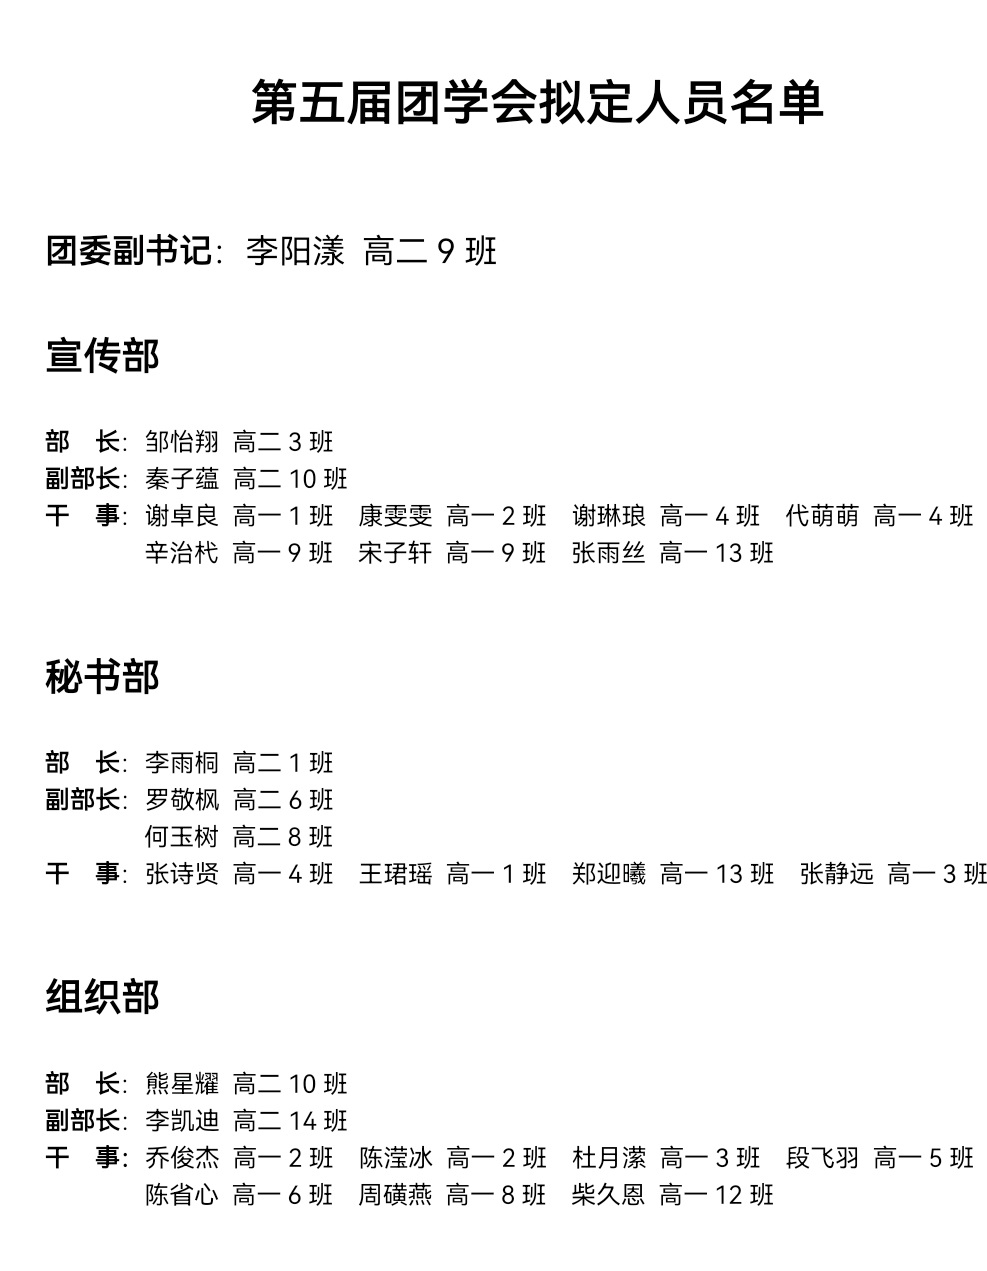 第五届团学会拟定人员名单
团委副书记：李阳漾 高二 9 班
宣传部
部　长：邹怡翔 高二 3 班
副部长：秦子蕴 高二 10 班
干　事：谢卓良 高一 1 班　康雯雯 高一 2 班　谢琳琅 高一 4 班　代萌萌 高一 4 班
辛治杙 高一 9 班　宋子轩 高一 9 班　张雨丝 高一 13 班
秘书部
部　长：李雨桐 高二 1 班
副部长：罗敬枫 高二 6 班
何玉树 高二 8 班
干　事：张诗贤 高一 4 班　王珺瑶 高一 1 班　郑迎曦 高一 13 班　张静远 高一 3 班
组织部
部　长：熊星耀 高二 10 班
副部长：李凯迪 高二 14 班
干　事：乔俊杰 高一 2 班　陈滢冰 高一 2 班　杜月潆 高一 3 班　段飞羽 高一 5 班
陈省心 高一 6 班　周磺燕 高一 8 班　柴久恩 高一 12 班